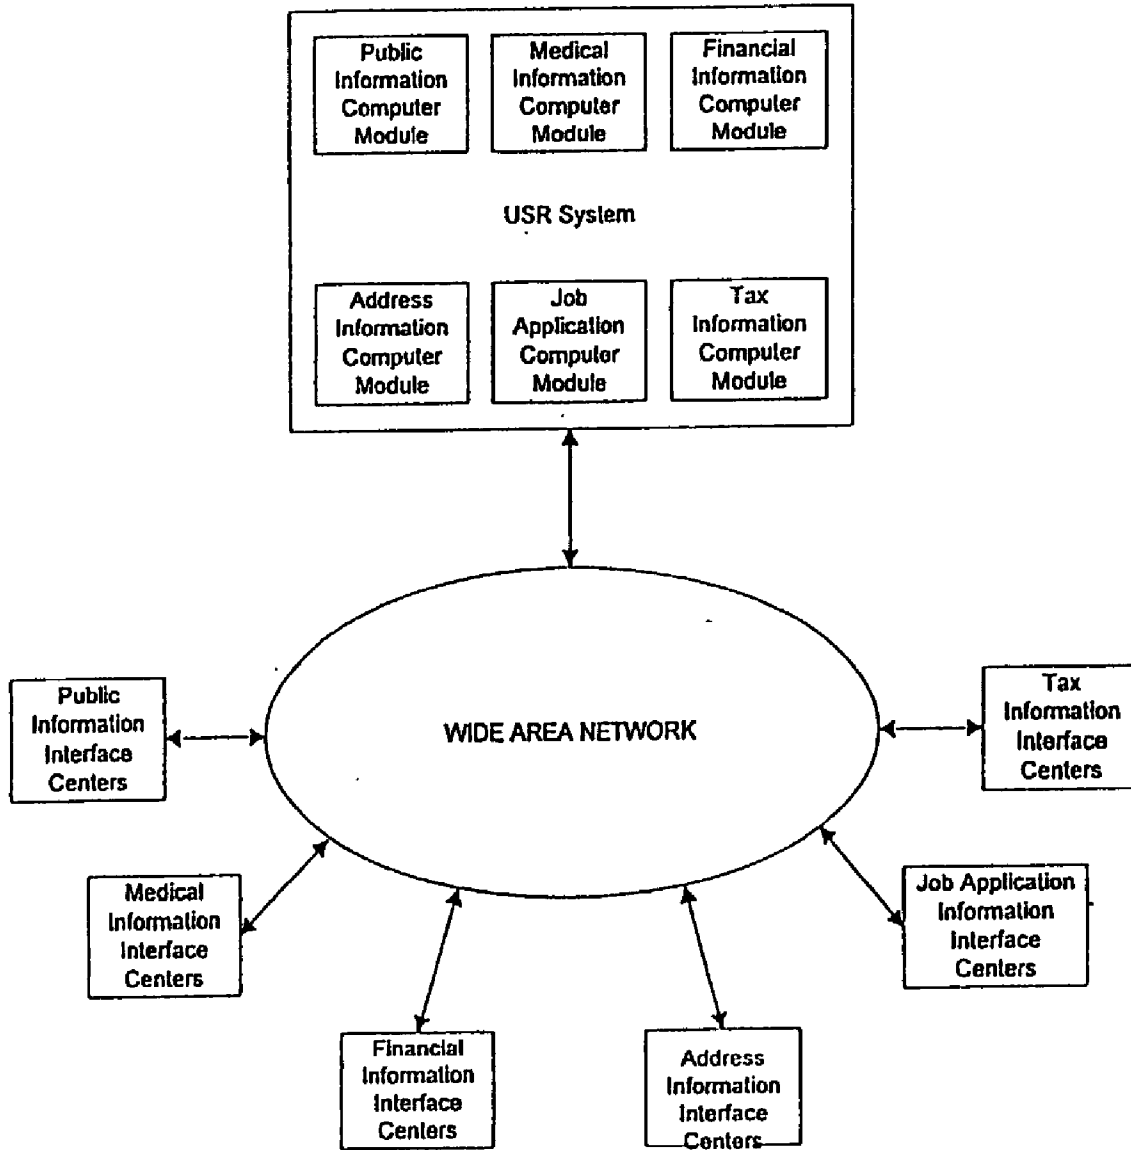 Public
Information
Computer
Module
Medical
Information
Computer
Module
Financial
Information
Computer
Module
USR System
Address
Information
Computer
Module
Job
Application
Computer
Module
Tax
Information
Computer
Module
WIDE AREA NETWORK
Public
Information
Interface
Centers
Tax
Information
Interface
Centers
Medical
Information
Interface
Centers
Job Application
Information
Interface
Centers
Financial
Information
Interface
Centers
Address
Information
Interface
Centers